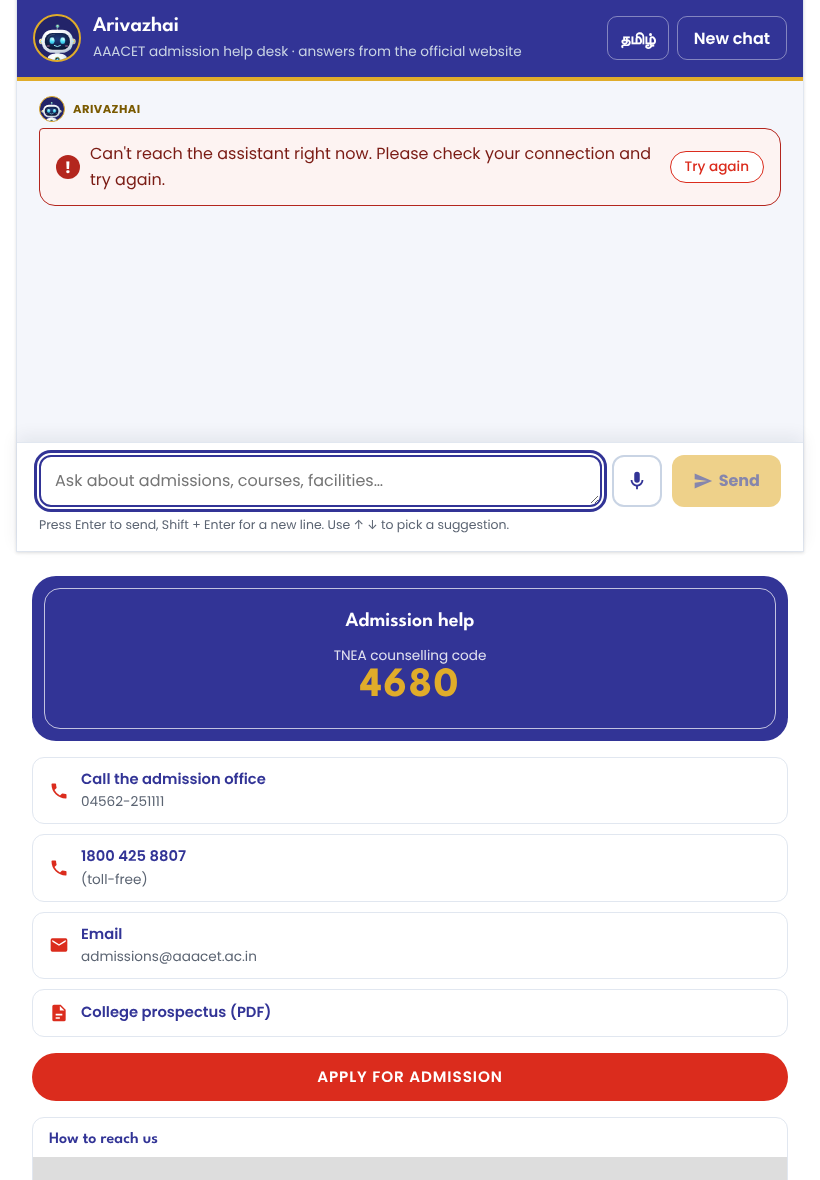 Arivazhai
AAACET admission help desk · answers from the official website
தமிழ்
New chat
ARIVAZHAI
Can't reach the assistant right now. Please check your connection and
try again.
Try again
Ask about admissions, courses, facilities...
Send
Press Enter to send, Shift + Enter for a new line. Use ↑ ↓ to pick a suggestion.
Admission help
TNEA counselling code
4680
Call the admission office
04562-251111
1800 425 8807
(toll-free)
Email
admissions@aaacet.ac.in
College prospectus (PDF)
APPLY FOR ADMISSION
How to reach us